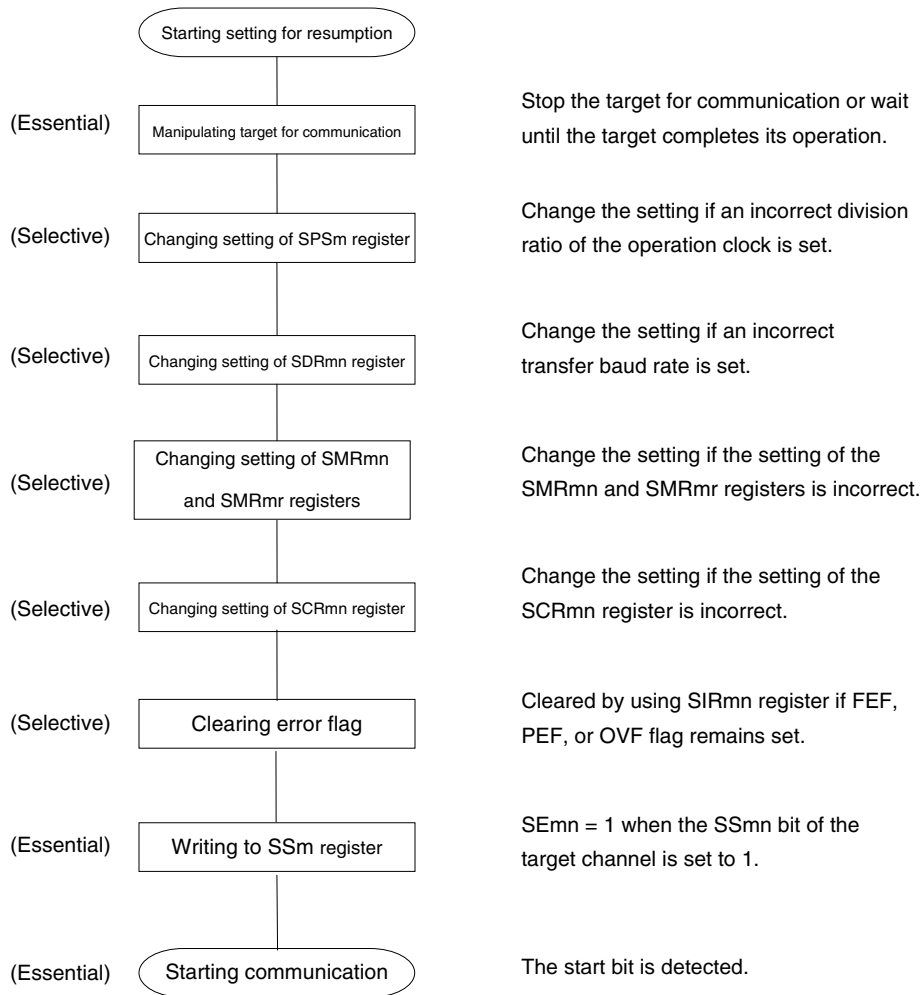 Starting setting for resumption
(Essential)
Manipulating target for communication
Stop the target for communication or wait
until the target completes its operation.
(Selective)
Changing setting of SPSm register
Change the setting if an incorrect division
ratio of the operation clock is set.
(Selective)
Changing setting of SDRmn register
Change the setting if an incorrect
transfer baud rate is set.
(Selective)
Changing setting of SMRmn
and SMRmr registers
Change the setting if the setting of the
SMRmn and SMRmr registers is incorrect.
(Selective)
Changing setting of SCRmn register
Change the setting if the setting of the
SCRmn register is incorrect.
(Selective)
Clearing error flag
Cleared by using SIRmn register if FEF,
PEF, or OVF flag remains set.
(Essential)
Writing to SSm register
SEmn = 1 when the SSmn bit of the
target channel is set to 1.
(Essential)
Starting communication
The start bit is detected.